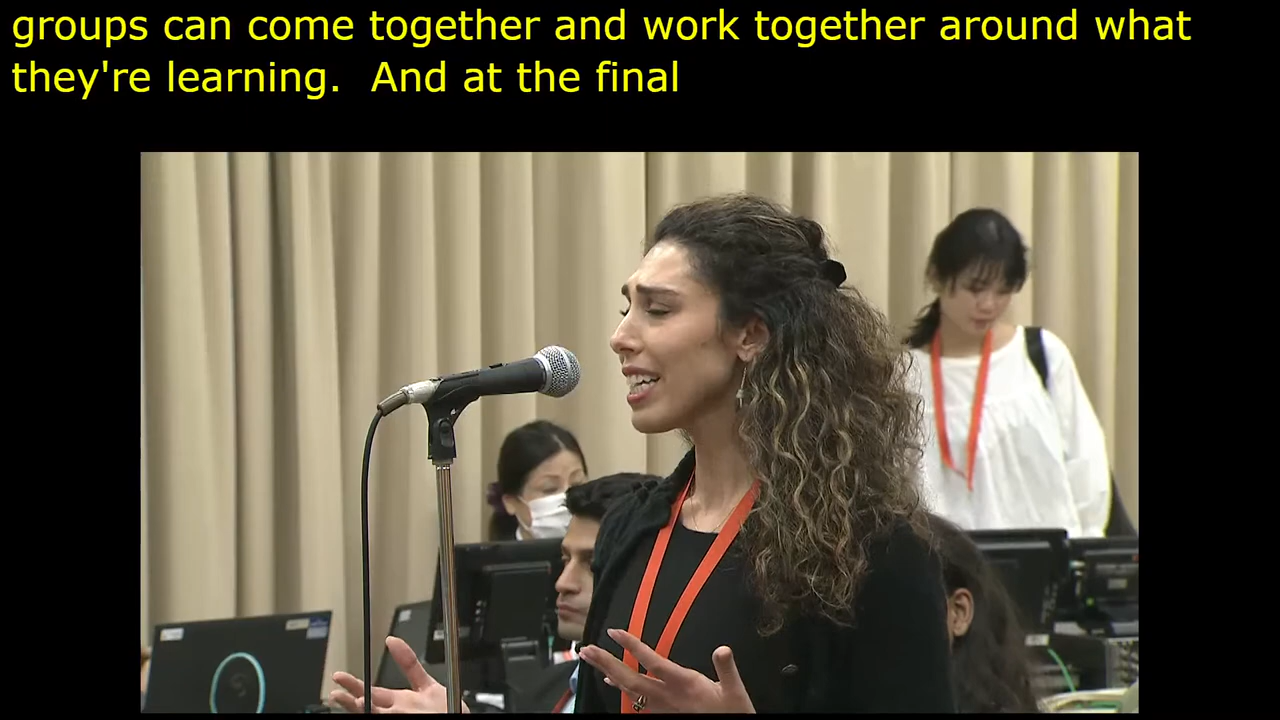 groups can come together and work together around what
they're learning.  And at the final